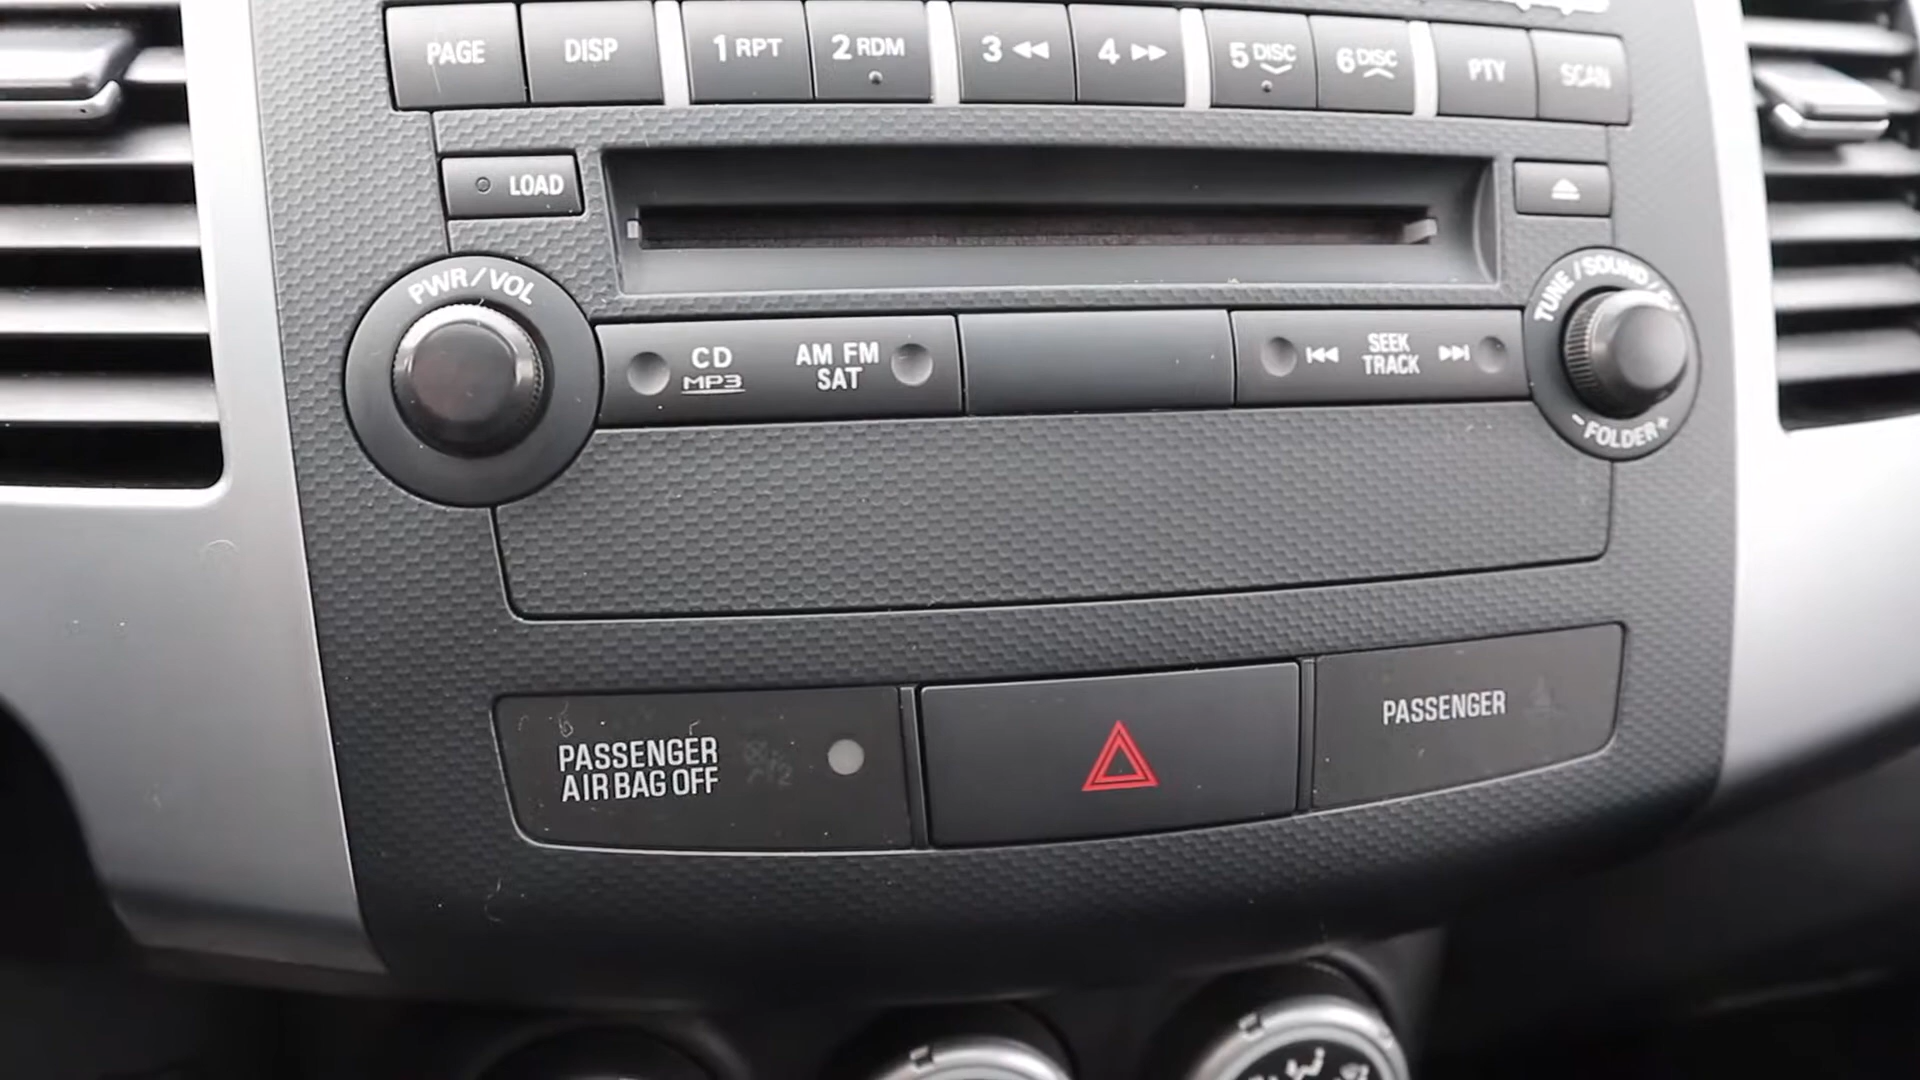 PAGE
DISP
1 RPT
2 RDM
3
4
5 DISC
6 DISC
PTY
SCAN
LOAD
PWR/VOL
CD
MP3
AM FM
SAT
SEEK
TRACK
TUNE / SOUND /
- FOLDER +
PASSENGER
AIR BAG OFF
PASSENGER